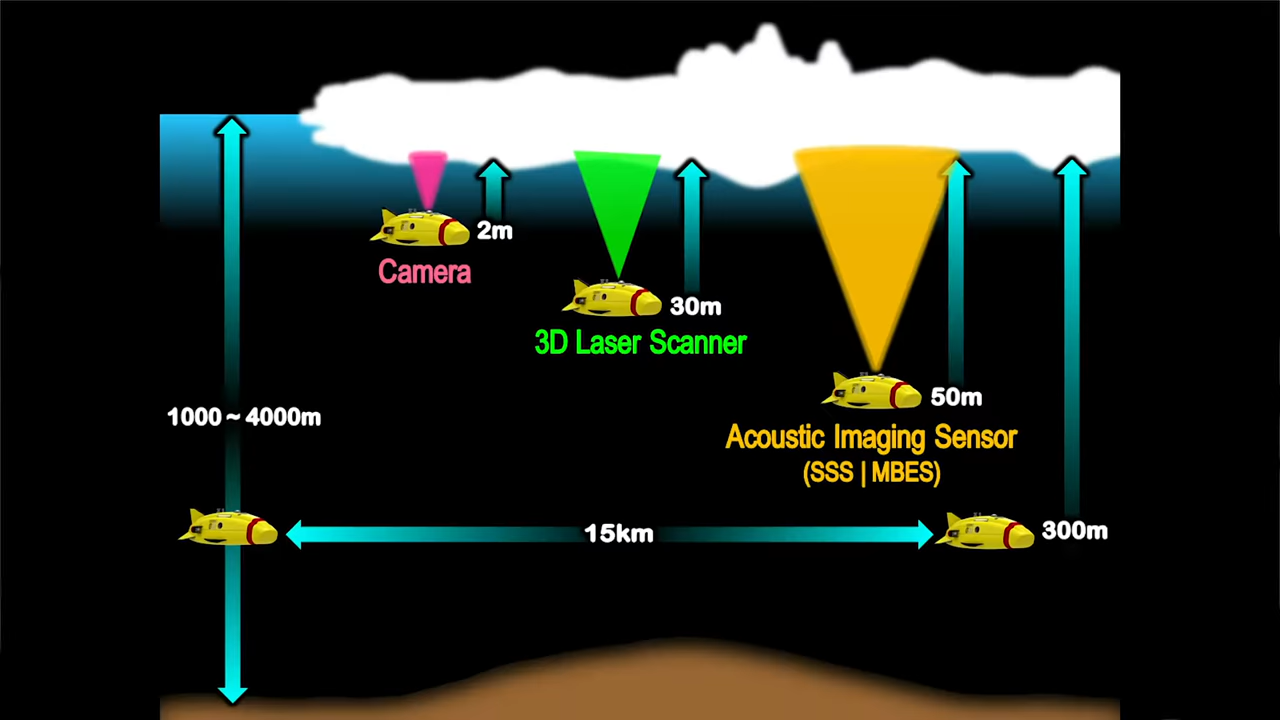 2m
Camera
30m
3D Laser Scanner
50m
1000 ~ 4000m
Acoustic Imaging Sensor
(SSS | MBES)
15km
300m